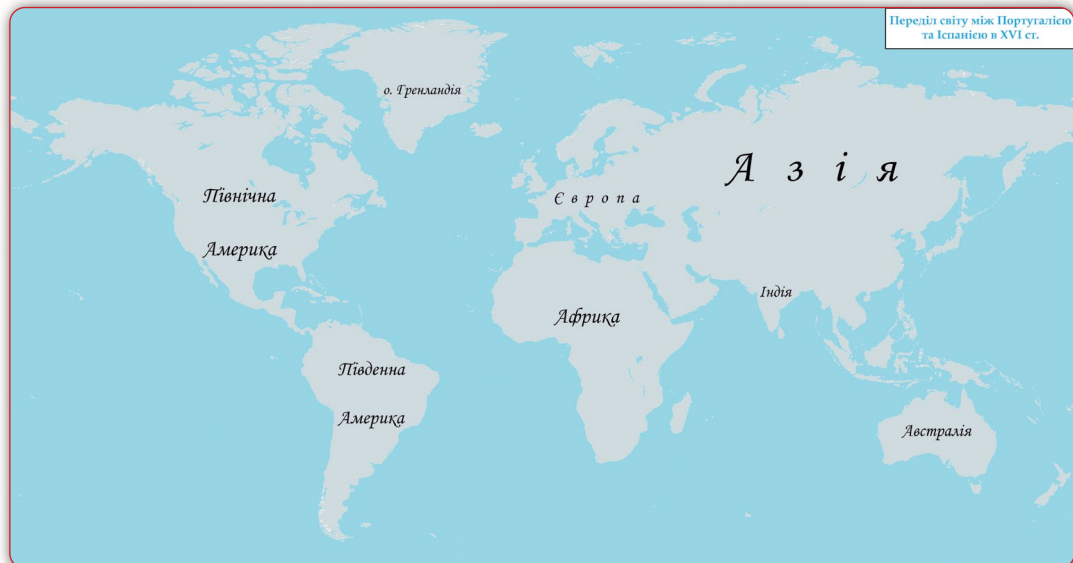 Переділ світу між Португалією
та Іспанією в XVI ст.
о. Гренландія
Азія
Північна
Європа
Америка
Індія
Африка
Південна
Америка
Австралія